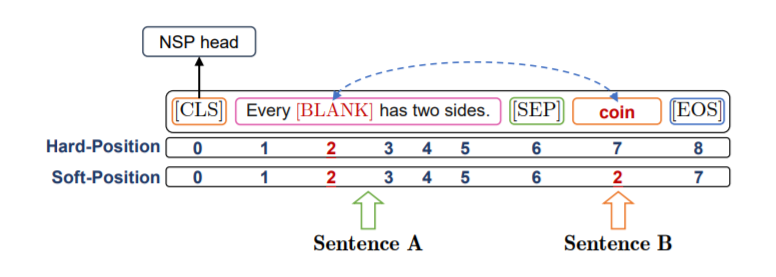 NSP head
[CLS] Every [BLANK] has two sides. [SEP] coin [EOS]
Hard-Position 0 1 2 3 4 5 6 7 8
Soft-Position 0 1 2 3 4 5 6 2 7
Sentence A Sentence B